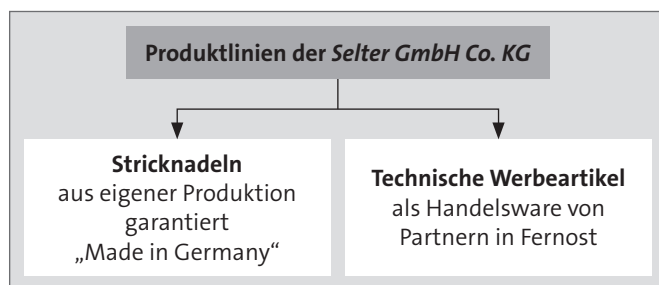 Produktlinien der Selter GmbH Co. KG
Stricknadeln
aus eigener Produktion
garantiert
„Made in Germany“
Technische Werbeartikel
als Handelsware von
Partnern in Fernost